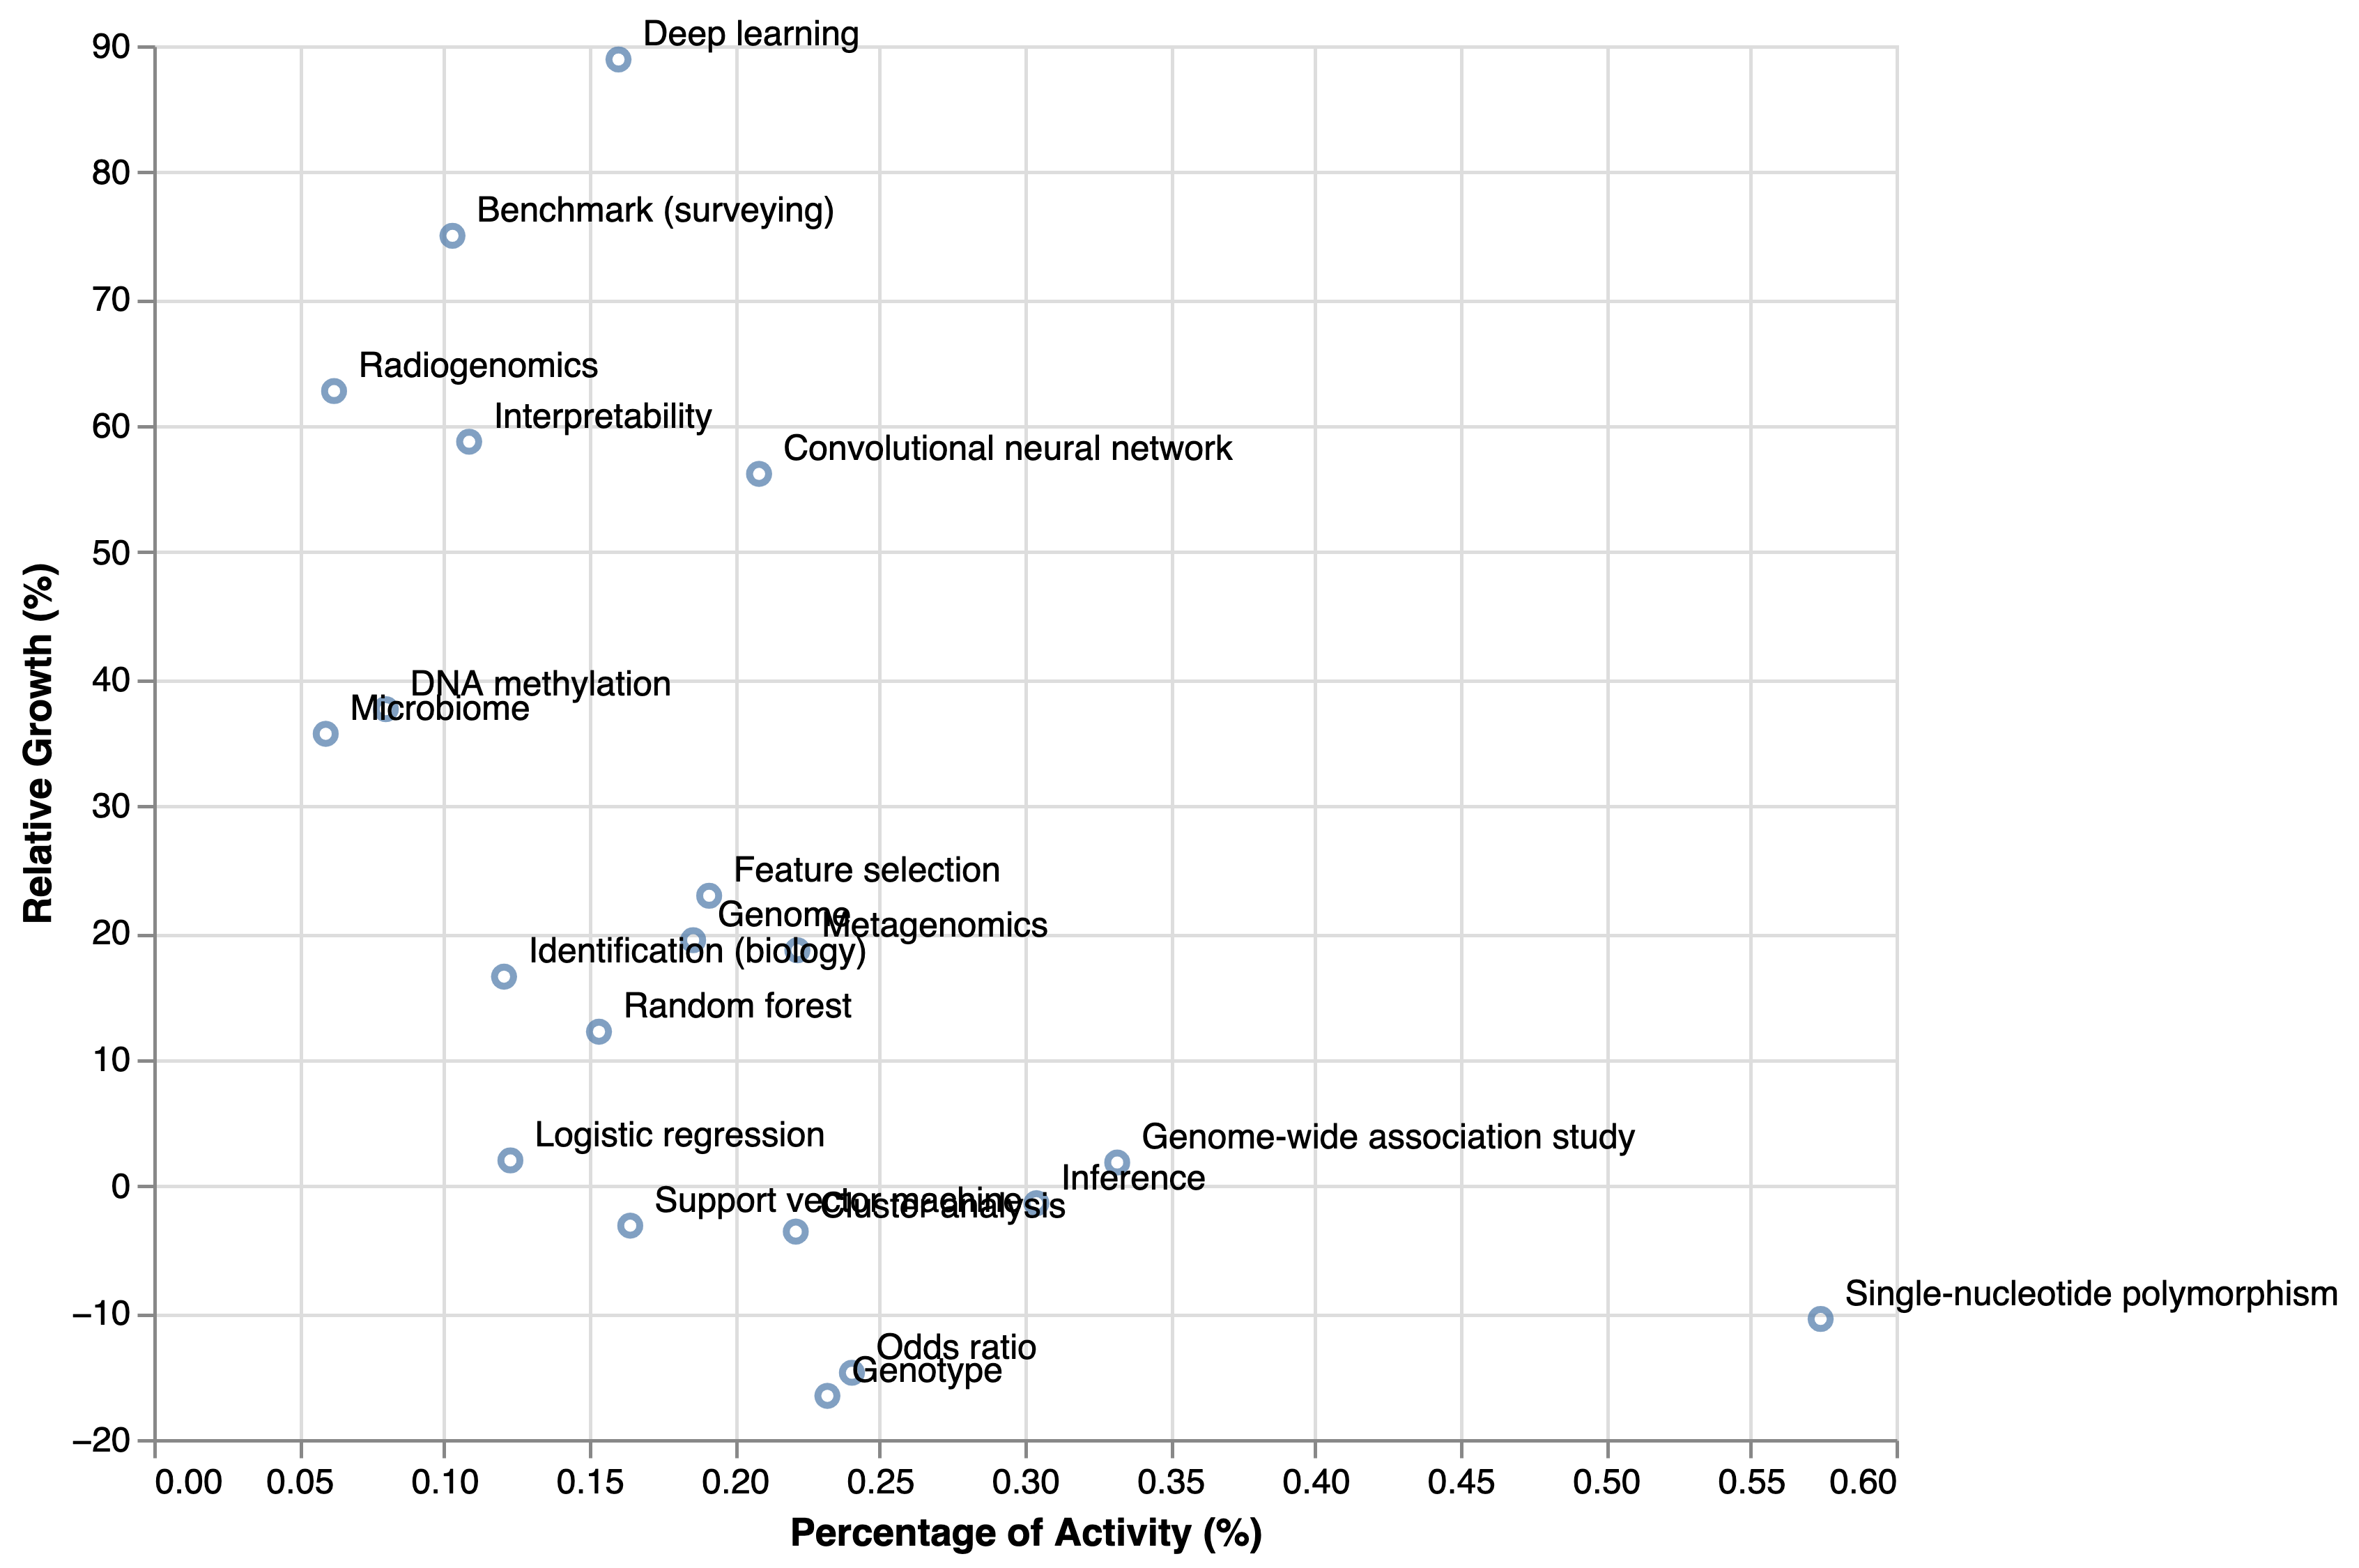 Deep learning
90
80
Benchmark (surveying)
70
Radiogenomics
Interpretability
60
Convolutional neural network
50
DNA methylation
40
Microbiome
30
Feature selection
Genome
Metagenomics
20
Identification (biology)
Random forest
10
Logistic regression
Genome-wide association study
Inference
0
Support vector machine
Cluster analysis
Single-nucleotide polymorphism
−10
Odds ratio
Genotype
−20
Relative Growth (%)
0.00 0.05 0.10 0.15 0.20 0.25 0.30 0.35 0.40 0.45 0.50 0.55 0.60
Percentage of Activity (%)